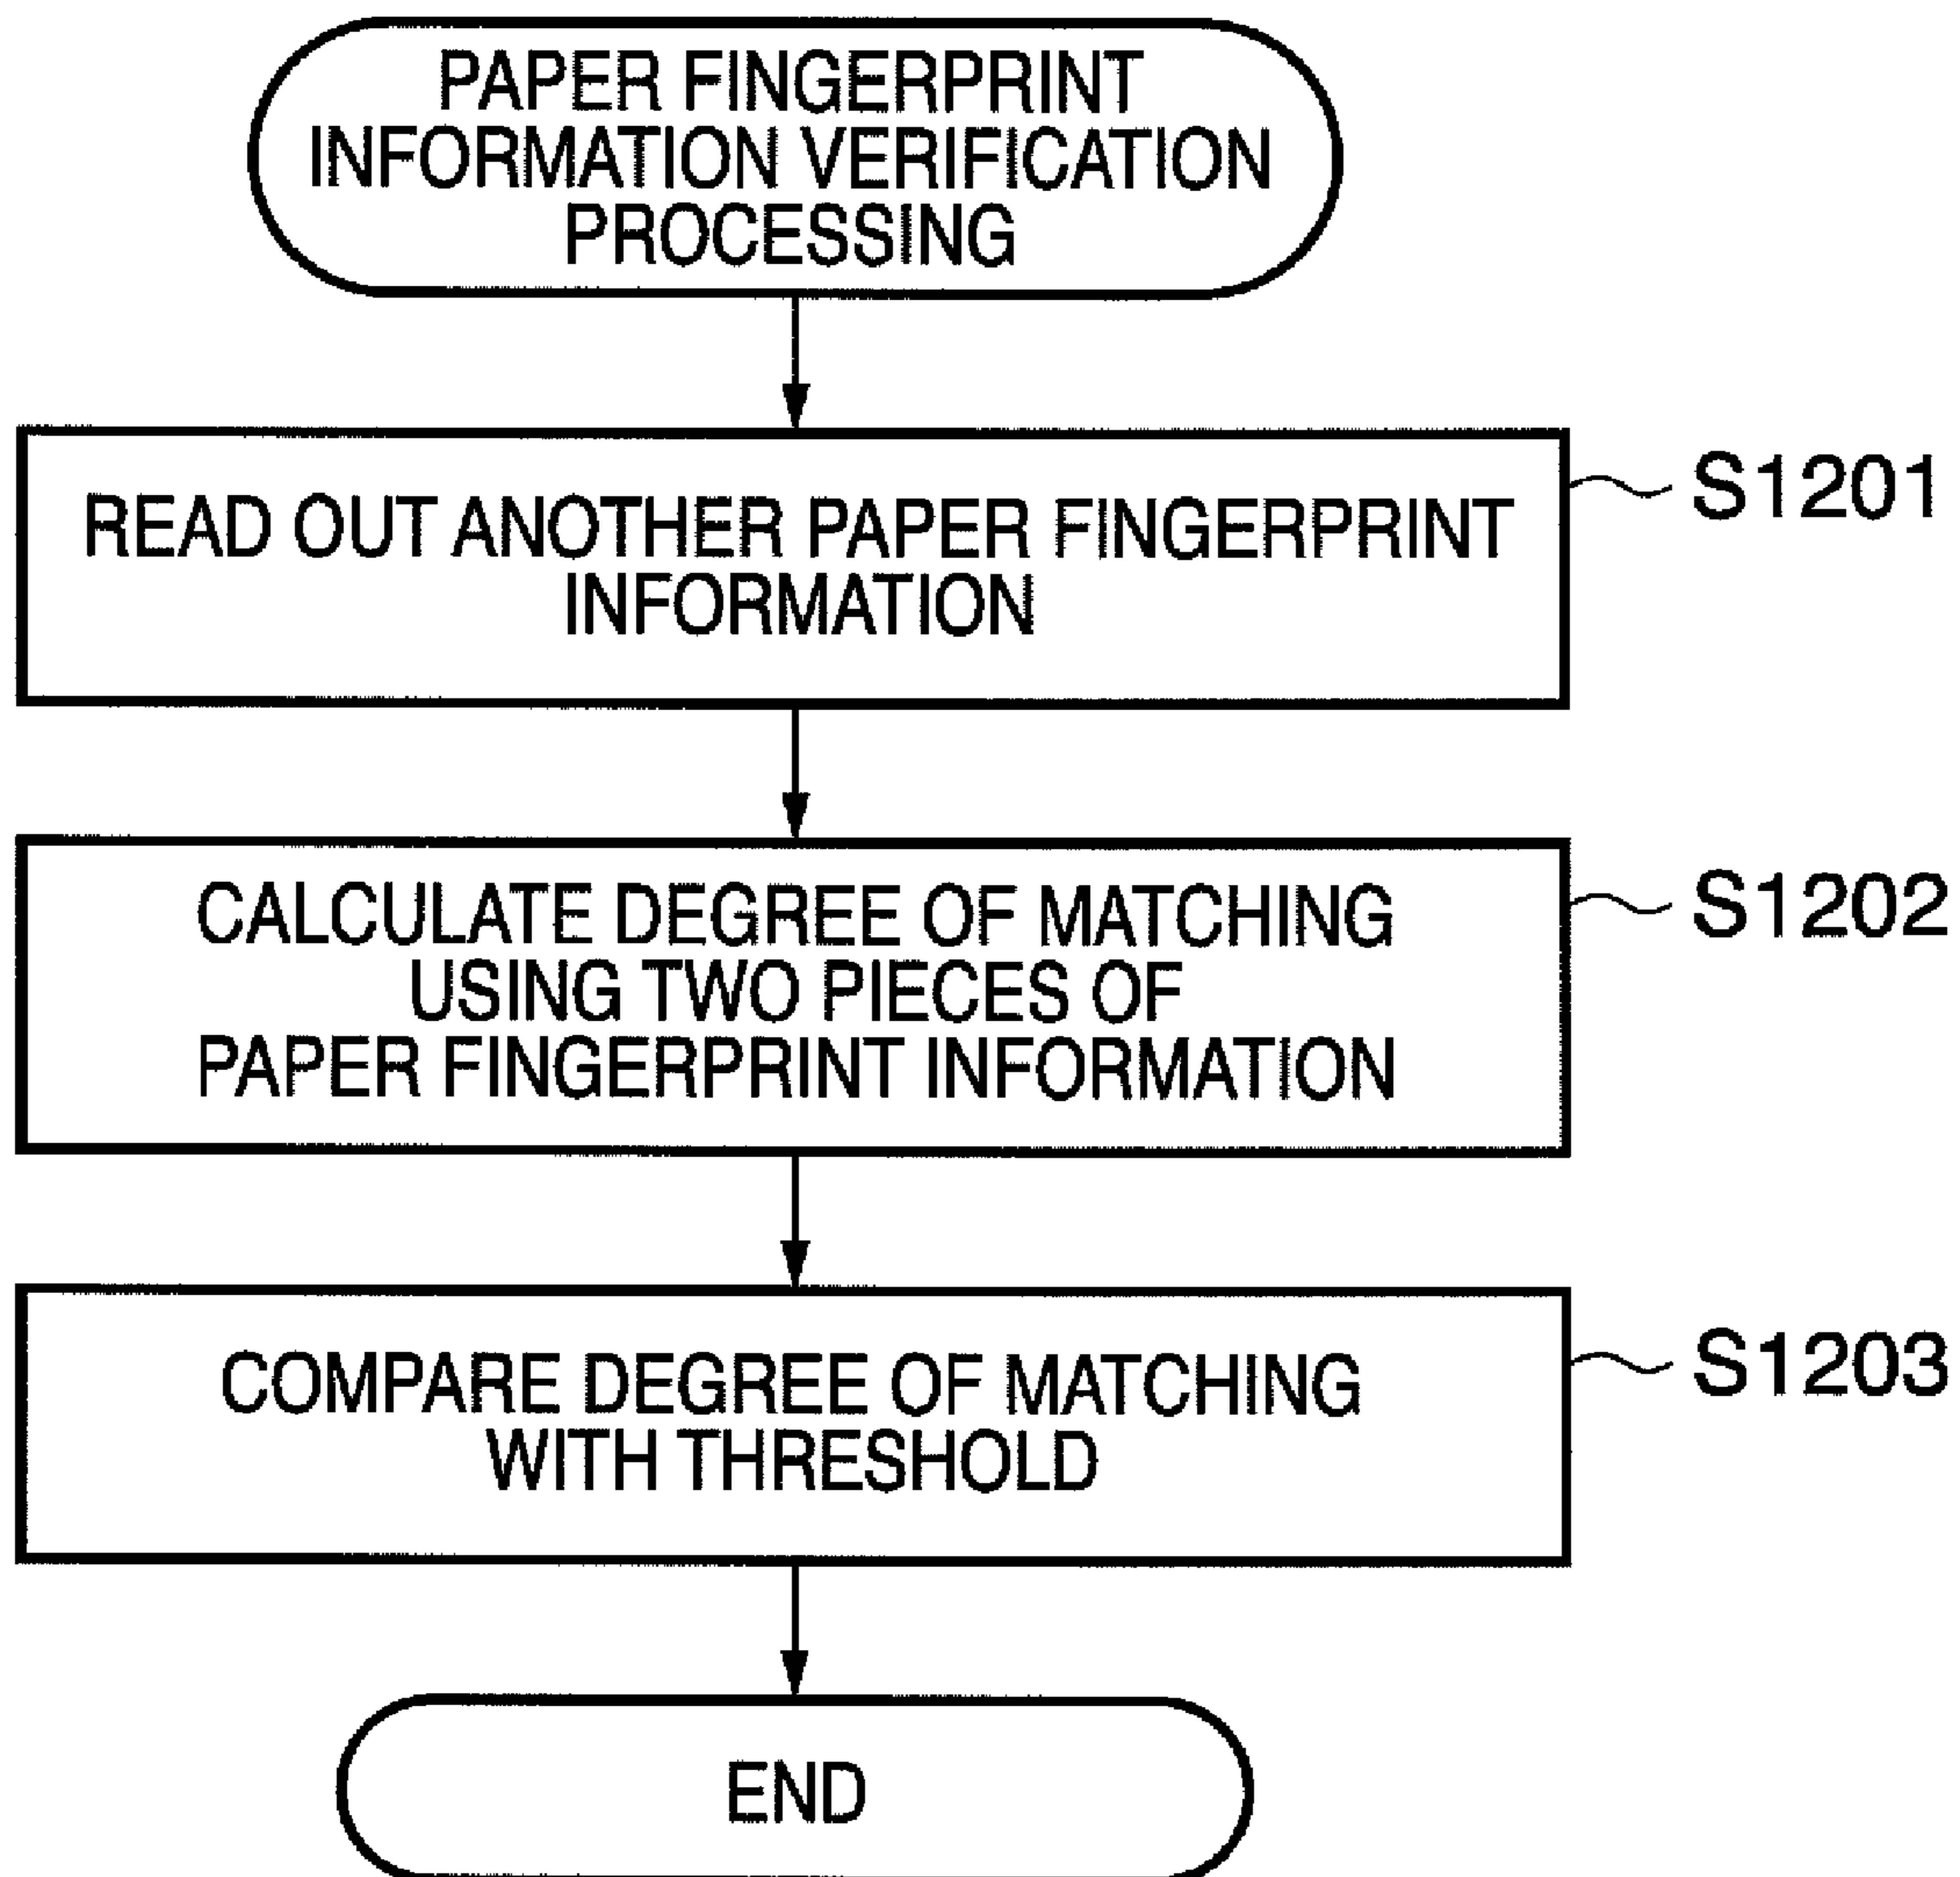 PAPER FINGERPRINT
INFORMATION VERIFICATION
PROCESSING
READ OUT ANOTHER PAPER FINGERPRINT
INFORMATION
S1201
CALCULATE DEGREE OF MATCHING
USING TWO PIECES OF
PAPER FINGERPRINT INFORMATION
S1202
COMPARE DEGREE OF MATCHING
WITH THRESHOLD
S1203
END